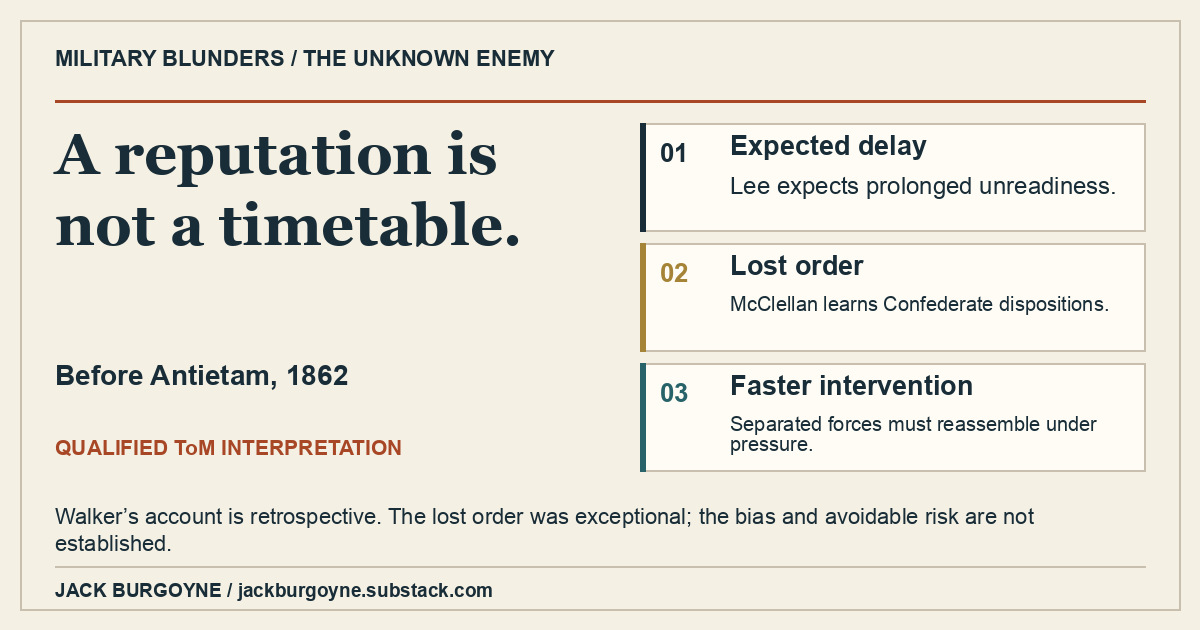 MILITARY BLUNDERS / THE UNKNOWN ENEMY
A reputation is
not a timetable.
Before Antietam, 1862
QUALIFIED ToM INTERPRETATION
01
Expected delay
Lee expects prolonged unreadiness.
02
Lost order
McClellan learns Confederate dispositions.
03
Faster intervention
Separated forces must reassemble under
pressure.
Walker’s account is retrospective. The lost order was exceptional; the bias and avoidable risk are not
established.
JACK BURGOYNE / jackburgoyne.substack.com